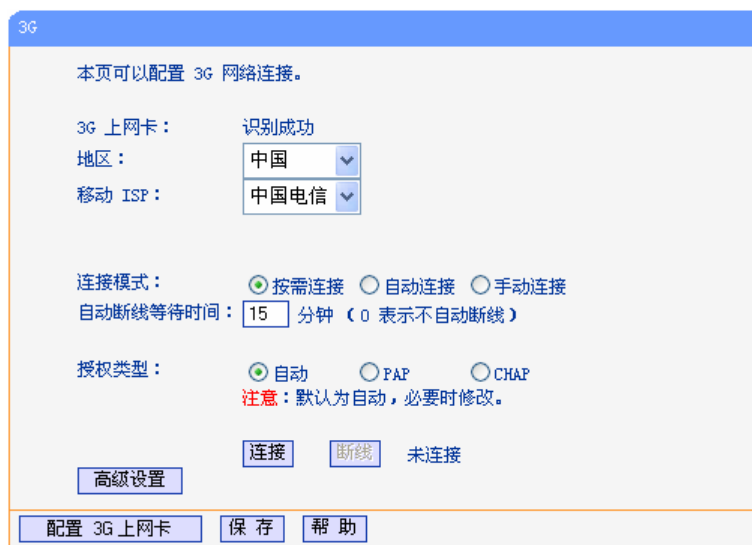 3G
本页可以配置 3G 网络连接。
3G 上网卡： 识别成功
地区： 中国
移动 ISP： 中国电信
连接模式： 按需连接 自动连接 手动连接
自动断线等待时间： 15 分钟 （0 表示不自动断线）
授权类型： 自动 PAP CHAP
注意：默认为自动，必要时修改。
连接 断线 未连接
高级设置
配置 3G上网卡 保 存 帮 助